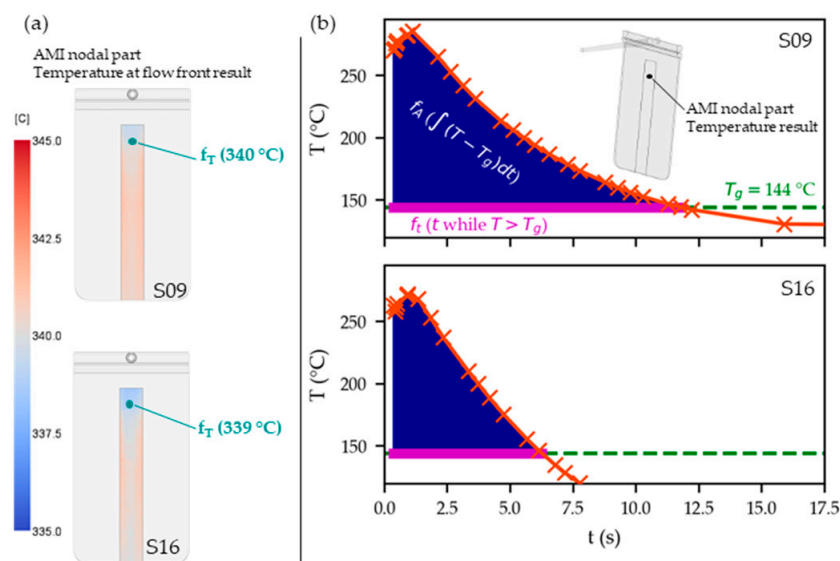 (a)
AMI nodal part
Temperature at flow front result
[C]
345.0
342.5
340.0
337.5
335.0
f_T (340 °C)
S09
f_T (339 °C)
S16
(b)
S09
T (°C)
250
200
150
f_A (∫(T − T_g)dt)
AMI nodal part
Temperature result
T_g = 144 °C
f_t (t while T > T_g)
S16
T (°C)
250
200
150
0.0
2.5
5.0
7.5
10.0
12.5
15.0
17.5
t (s)